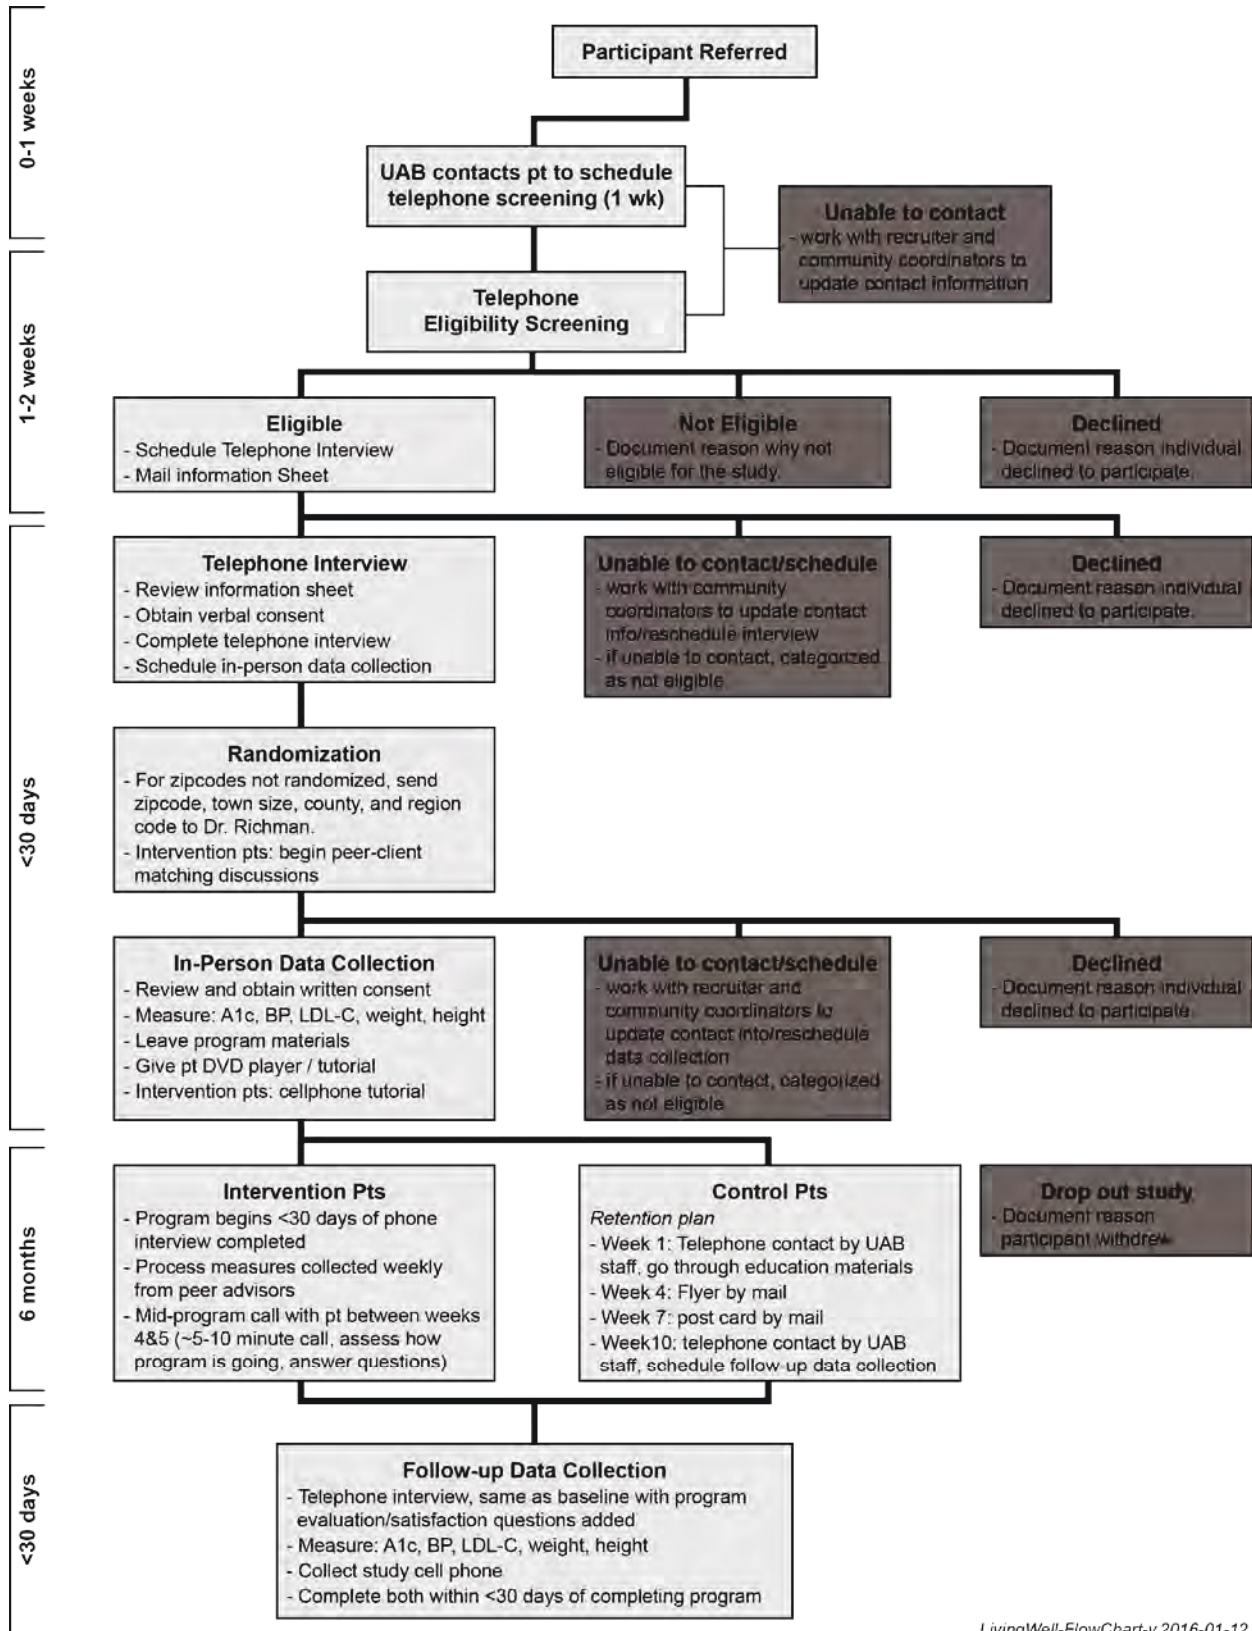 0-1 weeks
Participant Referred
UAB contacts pt to schedule
telephone screening (1 wk)
Unable to contact
- work with recruiter and
community coordinators to
update contact information
1-2 weeks
Telephone
Eligibility Screening
Eligible
- Schedule Telephone Interview
- Mail information Sheet
Not Eligible
- Document reason why not
eligible for the study.
Declined
- Document reason individual
declined to participate.
<30 days
Telephone Interview
- Review information sheet
- Obtain verbal consent
- Complete telephone interview
- Schedule in-person data collection
Unable to contact/schedule
- work with community
coordinators to update contact
info/reschedule interview
- if unable to contact, categorized
as not eligible
Declined
- Document reason individual
declined to participate.
Randomization
- For zipcodes not randomized, send
zipcode, town size, county, and region
code to Dr. Richman.
- Intervention pts: begin peer-client
matching discussions
In-Person Data Collection
- Review and obtain written consent
- Measure: A1c, BP, LDL-C, weight, height
- Leave program materials
- Give pt DVD player / tutorial
- Intervention pts: cellphone tutorial
Unable to contact/schedule
- work with recruiter and
community coordinators to
update contact into/reschedule
data collection
- if unable to contact, categorized
as not eligible
Declined
- Document reason individual
declined to participate.
6 months
Intervention Pts
- Program begins <30 days of phone
interview completed
- Process measures collected weekly
from peer advisors
- Mid-program call with pt between weeks
4&5 (~5-10 minute call, assess how
program is going, answer questions)
Control Pts
Retention plan
- Week 1: Telephone contact by UAB
staff, go through education materials
- Week 4: Flyer by mail
- Week 7: post card by mail
- Week10: telephone contact by UAB
staff, schedule follow-up data collection
Drop out study
- Document reason
participant withdrew
<30 days
Follow-up Data Collection
- Telephone interview, same as baseline with program
evaluation/satisfaction questions added
- Measure: A1c, BP, LDL-C, weight, height
- Collect study cell phone
- Complete both within <30 days of completing program
LivingWell-FlowChart-v.2016-01-12